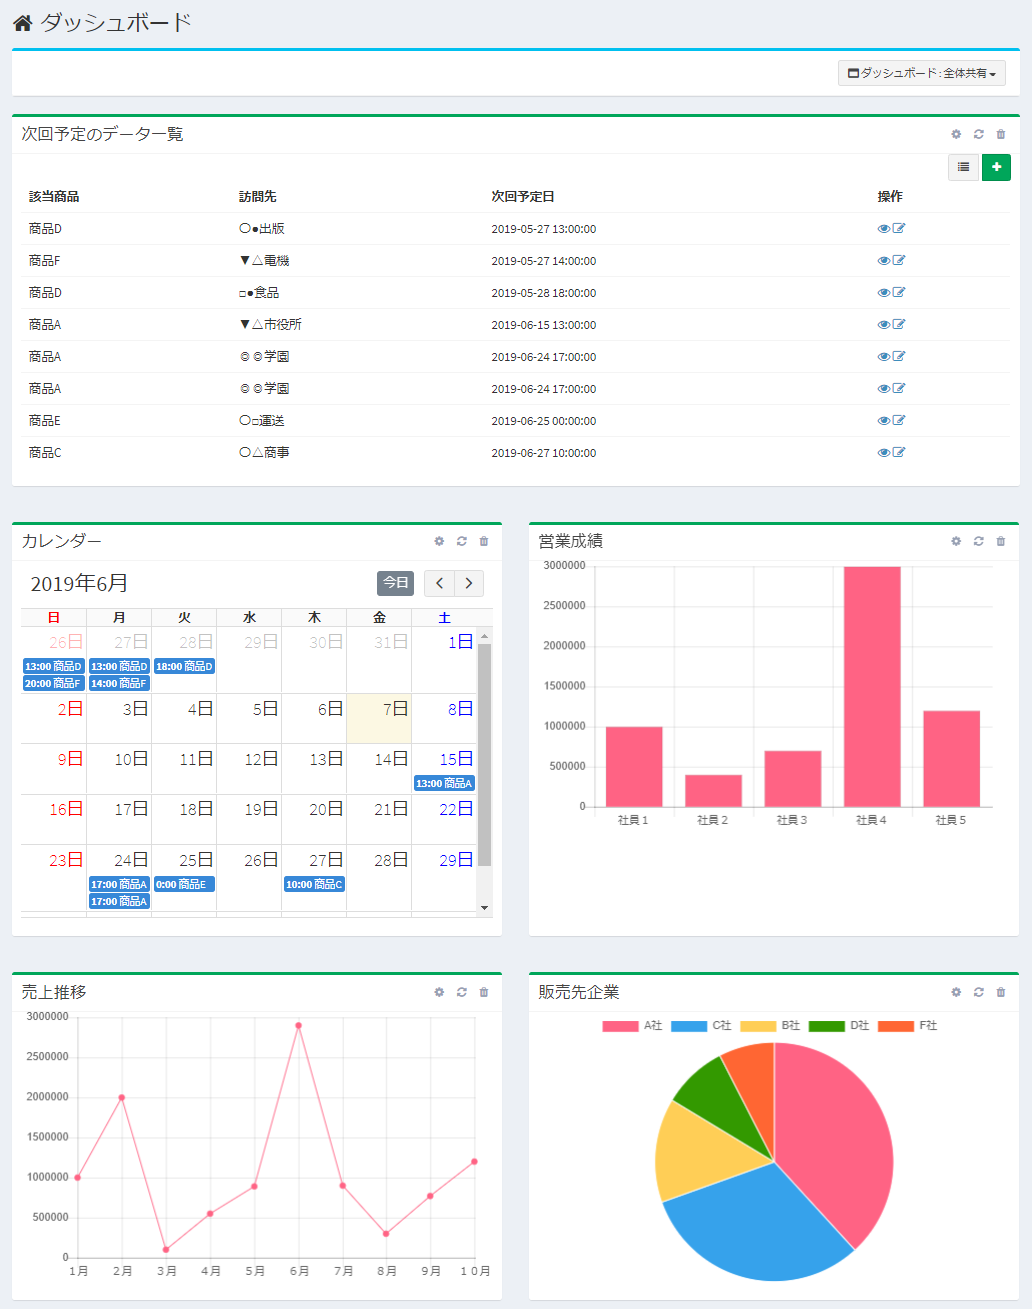 ダッシュボード
ダッシュボード : 全体共有
次回予定のデータ一覧
該当商品 訪問先 次回予定日 操作
商品D 〇●出版 2019-05-27 13:00:00
商品F ▼△電機 2019-05-27 14:00:00
商品D □●食品 2019-05-28 18:00:00
商品A ▼△市役所 2019-06-15 13:00:00
商品A ◎◎学園 2019-06-24 17:00:00
商品A ◎◎学園 2019-06-24 17:00:00
商品E 〇□運送 2019-06-25 00:00:00
商品C 〇△商事 2019-06-27 10:00:00
カレンダー
2019年6月 今日
日 月 火 水 木 金 土
26日 27日 28日 29日 30日 31日 1日
13:00 商品D 13:00 商品D 18:00 商品D
20:00 商品F 14:00 商品F
2日 3日 4日 5日 6日 7日 8日
9日 10日 11日 12日 13日 14日 15日
13:00 商品A
16日 17日 18日 19日 20日 21日 22日
23日 24日 25日 26日 27日 28日 29日
17:00 商品A 0:00 商品E 10:00 商品C
17:00 商品A
営業成績
3000000
2500000
2000000
1500000
1000000
500000
0
社員１ 社員２ 社員３ 社員４ 社員５
売上推移
3000000
2500000
2000000
1500000
1000000
500000
0
1月 2月 3月 4月 5月 6月 7月 8月 9月 １０月
販売先企業
A社 C社 B社 D社 F社